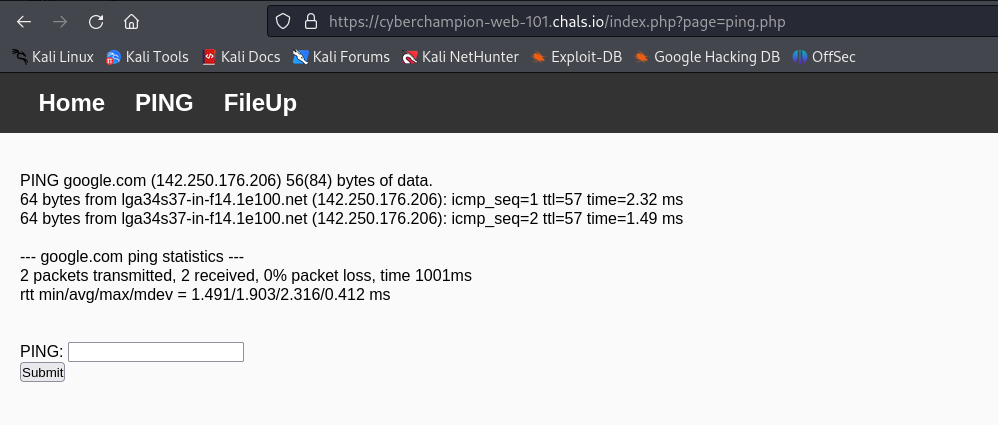 https://cyberchampion-web-101.chals.io/index.php?page=ping.php
Kali Linux Kali Tools Kali Docs Kali Forums Kali NetHunter Exploit-DB Google Hacking DB OffSec
Home PING FileUp
PING google.com (142.250.176.206) 56(84) bytes of data.
64 bytes from lga34s37-in-f14.1e100.net (142.250.176.206): icmp_seq=1 ttl=57 time=2.32 ms
64 bytes from lga34s37-in-f14.1e100.net (142.250.176.206): icmp_seq=2 ttl=57 time=1.49 ms
--- google.com ping statistics ---
2 packets transmitted, 2 received, 0% packet loss, time 1001ms
rtt min/avg/max/mdev = 1.491/1.903/2.316/0.412 ms
PING:
Submit